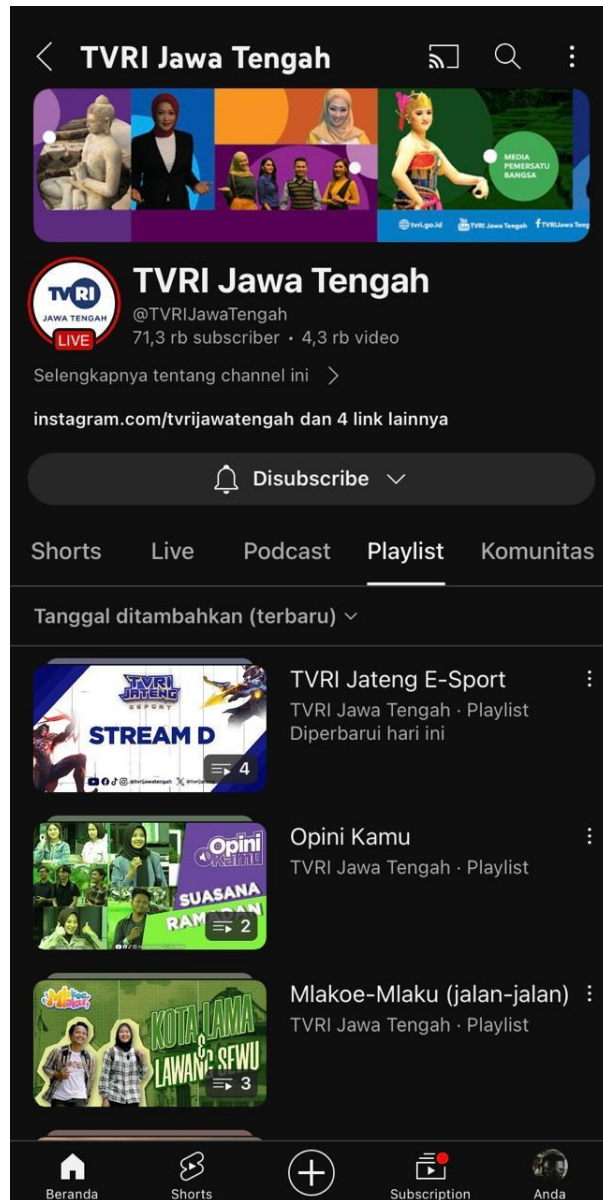 TVRI Jawa Tengah
MEDIA
PEMERSATU
BANGSA
tvri.go.id TVRI Jawa Tengah TVRIJawa Teng
TVRI
JAWA TENGAH
LIVE
TVRI Jawa Tengah
@TVRIJawaTengah
71,3 rb subscriber • 4,3 rb video
Selengkapnya tentang channel ini >
instagram.com/tvrijawatengah dan 4 link lainnya
Disubscribe
Shorts Live Podcast Playlist Komunitas
Tanggal ditambahkan (terbaru)
TVRI
JATENG
ESPORT
STREAM D
@tvrijawatengah
4
TVRI Jateng E-Sport
TVRI Jawa Tengah · Playlist
Diperbarui hari ini
Opini
Kamu
SUASANA
RAMADAN
2
Opini Kamu
TVRI Jawa Tengah · Playlist
KOTA LAMA
&
LAWANG SEWU
3
Mlakoe-Mlaku (jalan-jalan)
TVRI Jawa Tengah · Playlist
Beranda Shorts Subscription Anda